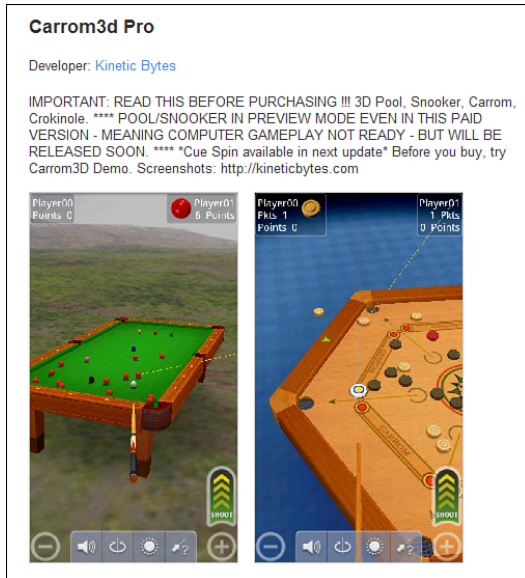 Carrom3d Pro
Developer: Kinetic Bytes
IMPORTANT: READ THIS BEFORE PURCHASING !!! 3D Pool, Snooker, Carrom,
Crokinole. **** POOL/SNOOKER IN PREVIEW MODE EVEN IN THIS PAID
VERSION - MEANING COMPUTER GAMEPLAY NOT READY - BUT WILL BE
RELEASED SOON. **** *Cue Spin available in next update* Before you buy, try
Carrom3D Demo. Screenshots: http://kineticbytes.com
Player00
Points 0
Player01
6 Points
SHOOT
?
Player00
Pkts 1
Points 0
Player01
1 Pkts
0 Points
CARROM
SHOOT
?